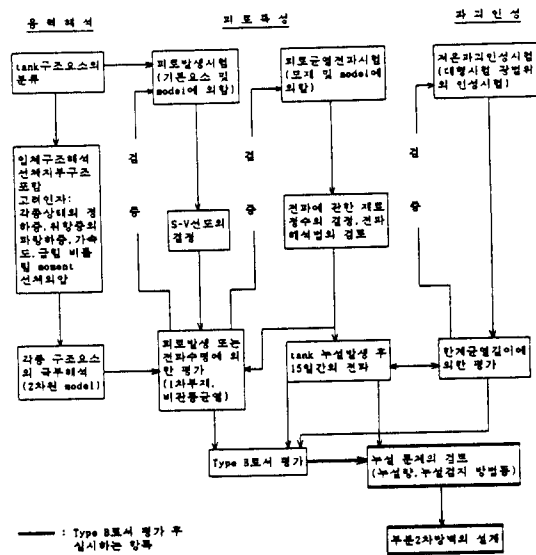 응력해석
피로특성
파괴인성
tank구조요소의
분류
피로발생시험
(기본요소 및
model에 의함)
피로균열전파시험
(모재 및 model에
의함)
저온파괴인성시험
(대형시험 광범위
의 인성시험)
검
증
검
증
검
증
입체구조해석
선체지부구조
포함
고려인자:
각종상태의 정
하중,위항중의
파랑하중,가속
도,굽힘 비틀
림 moment
선체외압
S-V선도의
결정
전파에 관한 재료
정수의 결정,전파
해석법의 검토
각종 구조요소
의 국부해석
(2차원 model)
피로발생 또는
전파수명에 의
한 평가
(1차부재,
비관통균열)
tank 누설발생 후
15일간의 전파
한계균열길이에
의한 평가
Type B로서 평가
누설 문제의 검토
(누설량,누설검지 방법등)
부분2차방벽의 설계
: Type B로서 평가 후
실시하는 항목